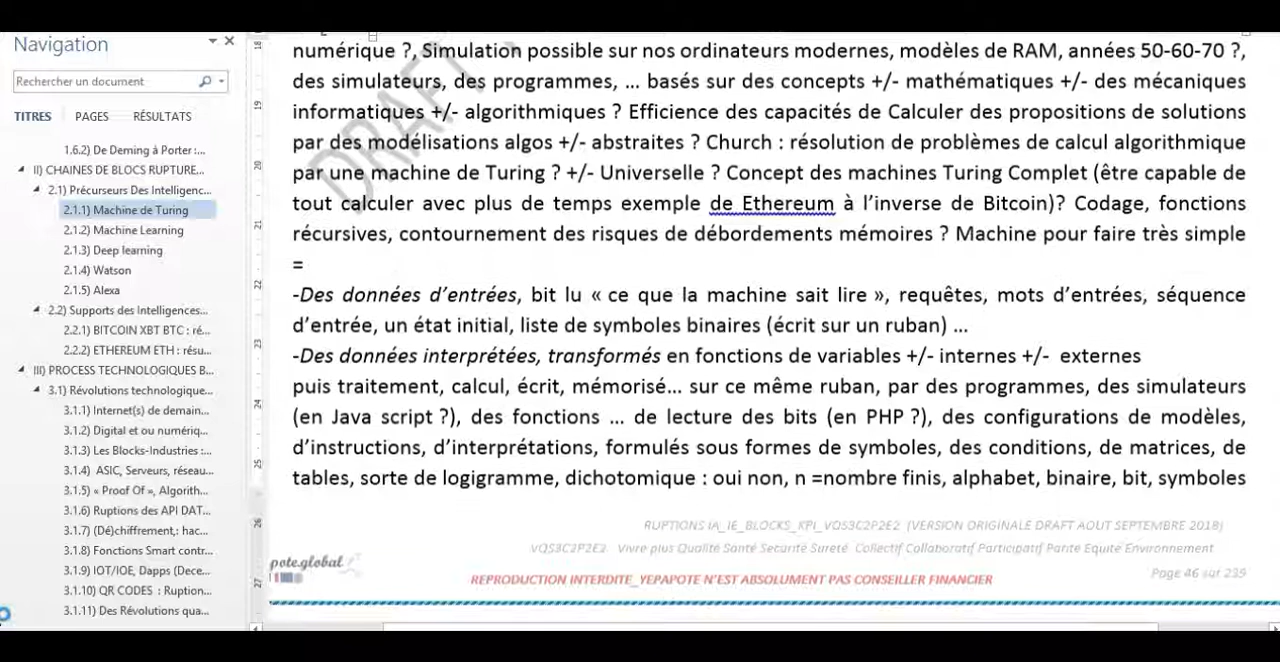 Navigation
Rechercher un document
TITRES PAGES RÉSULTATS
1.6.2) De Deming à Porter :...
II) CHAINES DE BLOCS RUPTURE...
2.1) Précurseurs Des Intelligenc...
2.1.1) Machine de Turing
2.1.2) Machine Learning
2.1.3) Deep learning
2.1.4) Watson
2.1.5) Alexa
2.2) Supports des Intelligences...
2.2.1) BITCOIN XBT BTC : ré...
2.2.2) ETHEREUM ETH : résu...
III) PROCESS TECHNOLOGIQUES B...
3.1) Révolutions technologique...
3.1.1) Internet(s) de demain...
3.1.2) Digital et ou numériq...
3.1.3) Les Blocks-Industries :...
3.1.4) ASIC, Serveurs, réseau...
3.1.5) « Proof Of », Algorith...
3.1.6) Ruptions des API DAT...
3.1.7) (Dé)chiffrement,: hac...
3.1.8) Fonctions Smart contr...
3.1.9) IOT/IOE, Dapps (Dece...
3.1.10) QR CODES : Ruption...
3.1.11) Des Révolutions qua...
18
19
20
21
22
23
24
25
26
27
DRAFT
numérique ?, Simulation possible sur nos ordinateurs modernes, modèles de RAM, années 50-60-70 ?,
des simulateurs, des programmes, ... basés sur des concepts +/- mathématiques +/- des mécaniques
informatiques +/- algorithmiques ? Efficience des capacités de Calculer des propositions de solutions
par des modélisations algos +/- abstraites ? Church : résolution de problèmes de calcul algorithmique
par une machine de Turing ? +/- Universelle ? Concept des machines Turing Complet (être capable de
tout calculer avec plus de temps exemple de Ethereum à l’inverse de Bitcoin)? Codage, fonctions
récursives, contournement des risques de débordements mémoires ? Machine pour faire très simple
=
-Des données d’entrées, bit lu « ce que la machine sait lire », requêtes, mots d’entrées, séquence
d’entrée, un état initial, liste de symboles binaires (écrit sur un ruban) ...
-Des données interprétées, transformés en fonctions de variables +/- internes +/- externes
puis traitement, calcul, écrit, mémorisé... sur ce même ruban, par des programmes, des simulateurs
(en Java script ?), des fonctions ... de lecture des bits (en PHP ?), des configurations de modèles,
d’instructions, d’interprétations, formulés sous formes de symboles, des conditions, de matrices, de
tables, sorte de logigramme, dichotomique : oui non, n =nombre finis, alphabet, binaire, bit, symboles
RUPTIONS IA_IE_BLOCKS_KPI_VQS3C2P2E2 (VERSION ORIGINALE DRAFT AOUT SEPTEMBRE 2018)
VQS3C2P2E2 Vivre plus Qualité Santé Sécurité Sureté Collectif Collaboratif Participatif Parité Equité Environnement
pote.global
REPRODUCTION INTERDITE_YEPAPOTE N’EST ABSOLUMENT PAS CONSEILLER FINANCIER
Page 46 sur 239